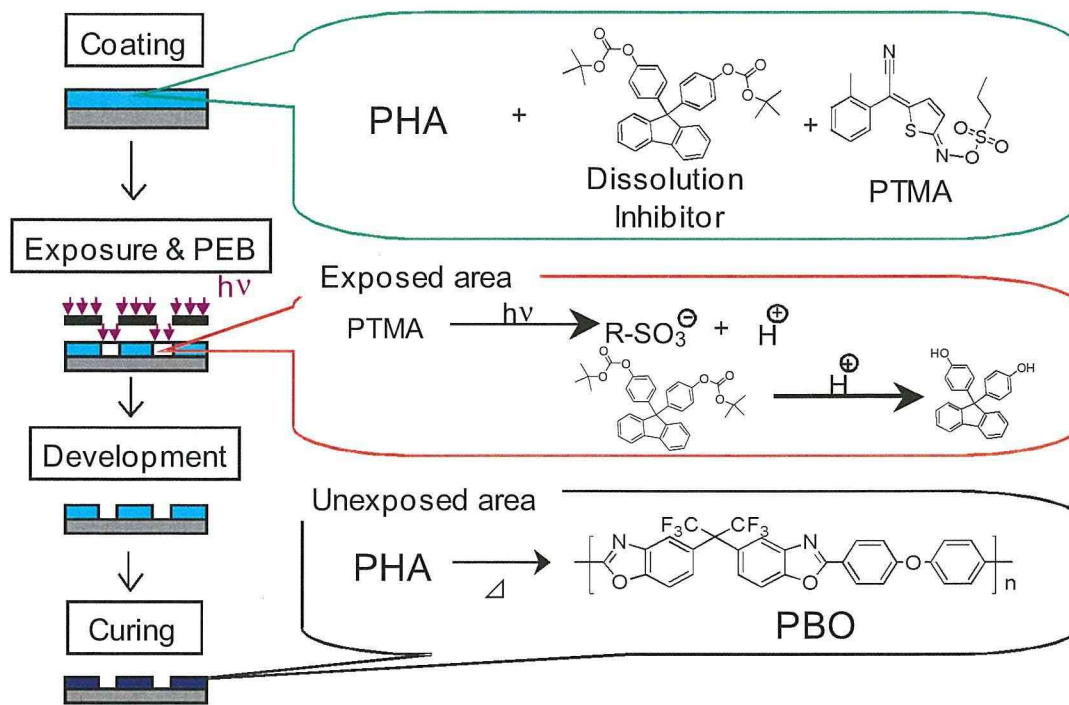 Coating
PHA
+
O
O
O
O
O
O
Dissolution
Inhibitor
+
CN
S
N
O
S
O
O
PTMA
Exposure & PEB
hν
Exposed area
PTMA
hν
R-SO3⊖ + H⊕
O
O
O
O
O
O
H⊕
HO
OH
Development
Unexposed area
PHA
⊿
F3C CF3
N
O
N
O
O
n
PBO
Curing